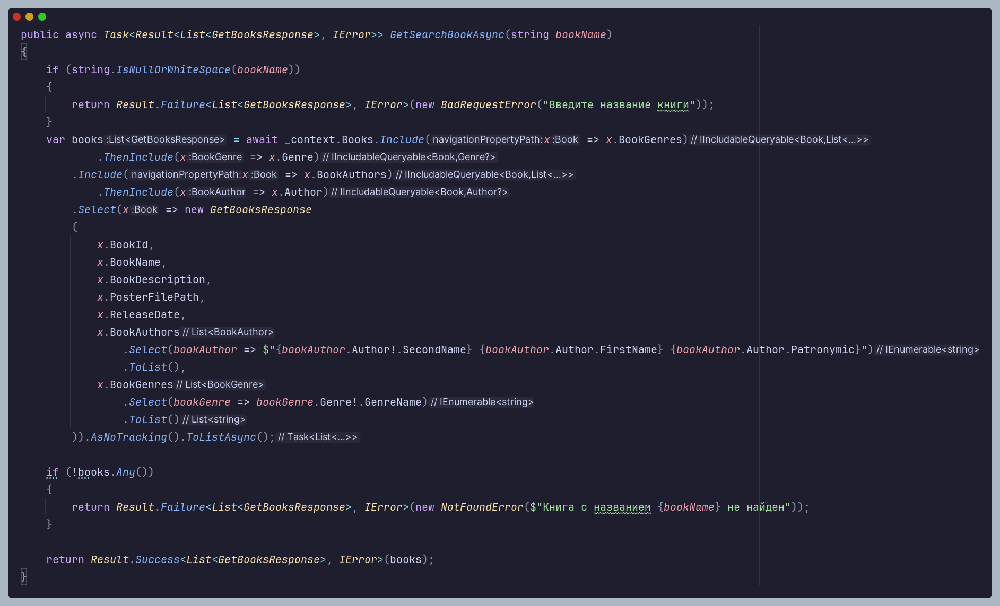 public async Task<Result<List<GetBooksResponse>, IError>> GetSearchBookAsync(string bookName)
{
if (string.IsNullOrWhiteSpace(bookName))
{
return Result.Failure<List<GetBooksResponse>, IError>(new BadRequestError("Введите название книги"));
}
var books :List<GetBooksResponse> = await _context.Books.Include( navigationPropertyPath: x :Book => x.BookGenres) // IIncludableQueryable<Book,List<...>>
.ThenInclude(x :BookGenre => x.Genre) // IIncludableQueryable<Book,Genre?>
.Include( navigationPropertyPath: x :Book => x.BookAuthors) // IIncludableQueryable<Book,List<...>>
.ThenInclude(x :BookAuthor => x.Author) // IIncludableQueryable<Book,Author?>
.Select(x :Book => new GetBooksResponse
(
x.BookId,
x.BookName,
x.BookDescription,
x.PosterFilePath,
x.ReleaseDate,
x.BookAuthors // List<BookAuthor>
.Select(bookAuthor => $"{bookAuthor.Author!.SecondName} {bookAuthor.Author.FirstName} {bookAuthor.Author.Patronymic}") // IEnumerable<string>
.ToList(),
x.BookGenres // List<BookGenre>
.Select(bookGenre => bookGenre.Genre!.GenreName) // IEnumerable<string>
.ToList() // List<string>
)).AsNoTracking().ToListAsync(); // Task<List<...>>
if (!books.Any())
{
return Result.Failure<List<GetBooksResponse>, IError>(new NotFoundError($"Книга с названием {bookName} не найден"));
}
return Result.Success<List<GetBooksResponse>, IError>(books);
}